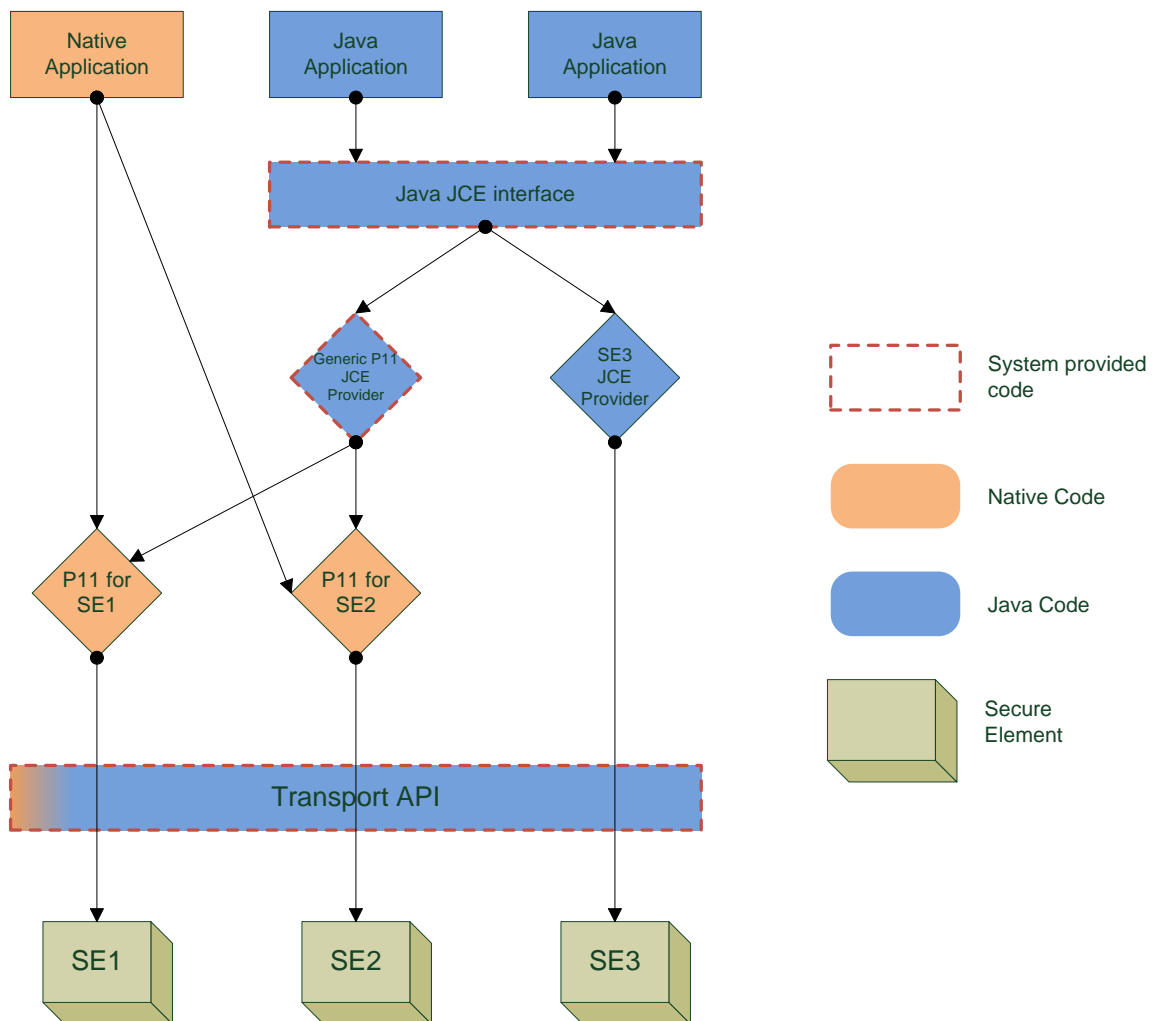 Native
Application
Java
Application
Java
Application
Java JCE interface
Generic P11
JCE
Provider
SE3
JCE
Provider
System provided
code
Native Code
P11 for
SE1
P11 for
SE2
Java Code
Secure
Element
Transport API
SE1
SE2
SE3